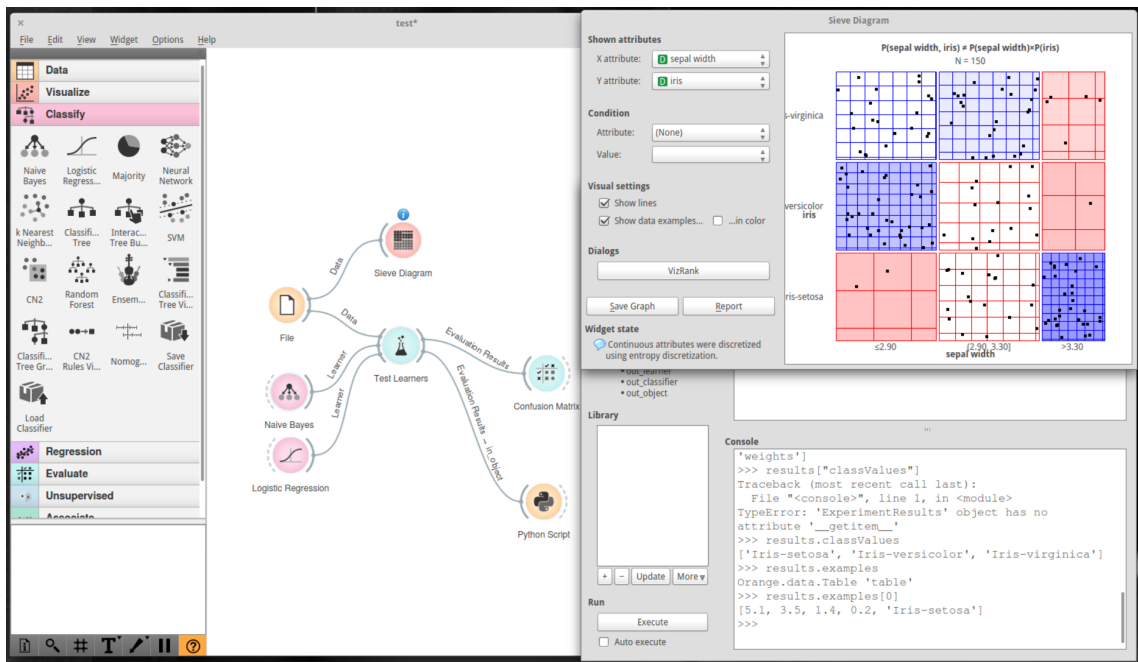 test*
File Edit View Widget Options Help
Data
Visualize
Classify
Naive Bayes
Logistic Regress...
Majority
Neural Network
k Nearest Neighb...
Classifi... Tree
Interac... Tree Bu...
SVM
CN2
Random Forest
Ensem...
Classifi... Tree Vi...
Classifi... Tree Gr...
CN2 Rules Vi...
Nomog...
Save Classifier
Load Classifier
Regression
Evaluate
Unsupervised
Associate
Data
Sieve Diagram
File
Data
Test Learners
Learner
Naive Bayes
Learner
Logistic Regression
Evaluation Results
Confusion Matrix
Evaluation Results → in_object
Python Script
Sieve Diagram
Shown attributes
X attribute: D sepal width
Y attribute: D iris
Condition
Attribute: (None)
Value:
Visual settings
Show lines
Show data examples... ...in color
Dialogs
VizRank
Save Graph Report
Widget state
Continuous attributes were discretized
using entropy discretization.
P(sepal width, iris) ≠ P(sepal width)×P(iris)
N = 150
s-virginica
versicolor
iris
ris-setosa
≤2.90 (2.90, 3.30] >3.30
sepal width
• out_learner
• out_classifier
• out_object
Library
+ − Update More
Run
Execute
Auto execute
Console
'weights']
>>> results["classValues"]
Traceback (most recent call last):
File "<console>", line 1, in <module>
TypeError: 'ExperimentResults' object has no
attribute '__getitem__'
>>> results.classValues
['Iris-setosa', 'Iris-versicolor', 'Iris-virginica']
>>> results.examples
Orange.data.Table 'table'
>>> results.examples[0]
[5.1, 3.5, 1.4, 0.2, 'Iris-setosa']
>>>